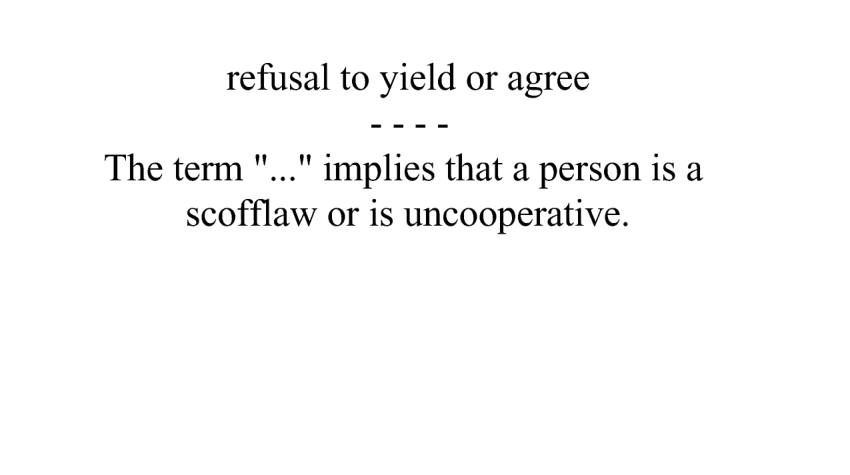 refusal to yield or agree
- - - -
The term "..." implies that a person is a
scofflaw or is uncooperative.